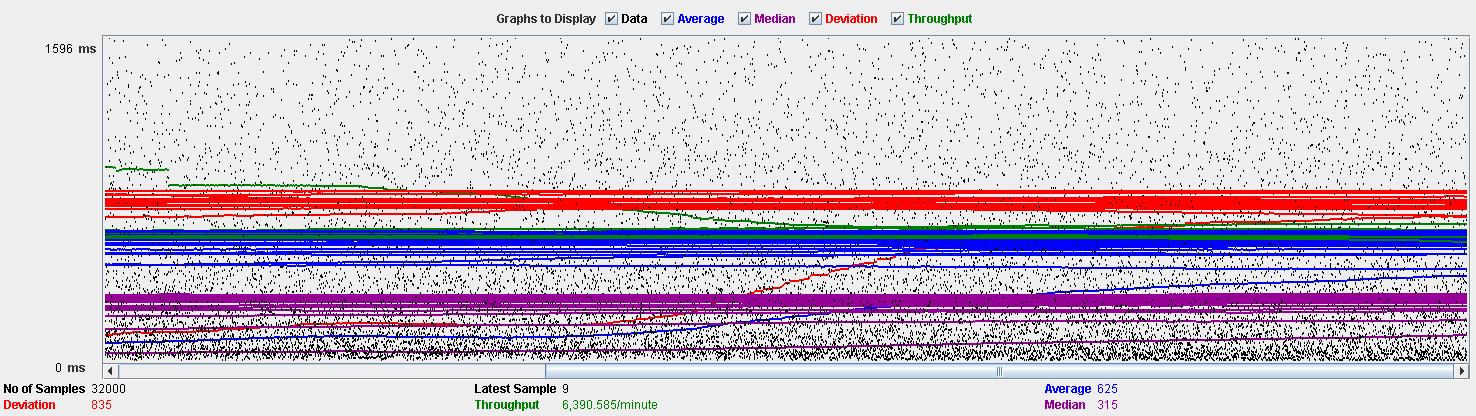 Graphs to Display Data Average Median Deviation Throughput
1596 ms
0 ms
No of Samples 32000 Latest Sample 9 Average 625
Deviation 835 Throughput 6,390.585/minute Median 315